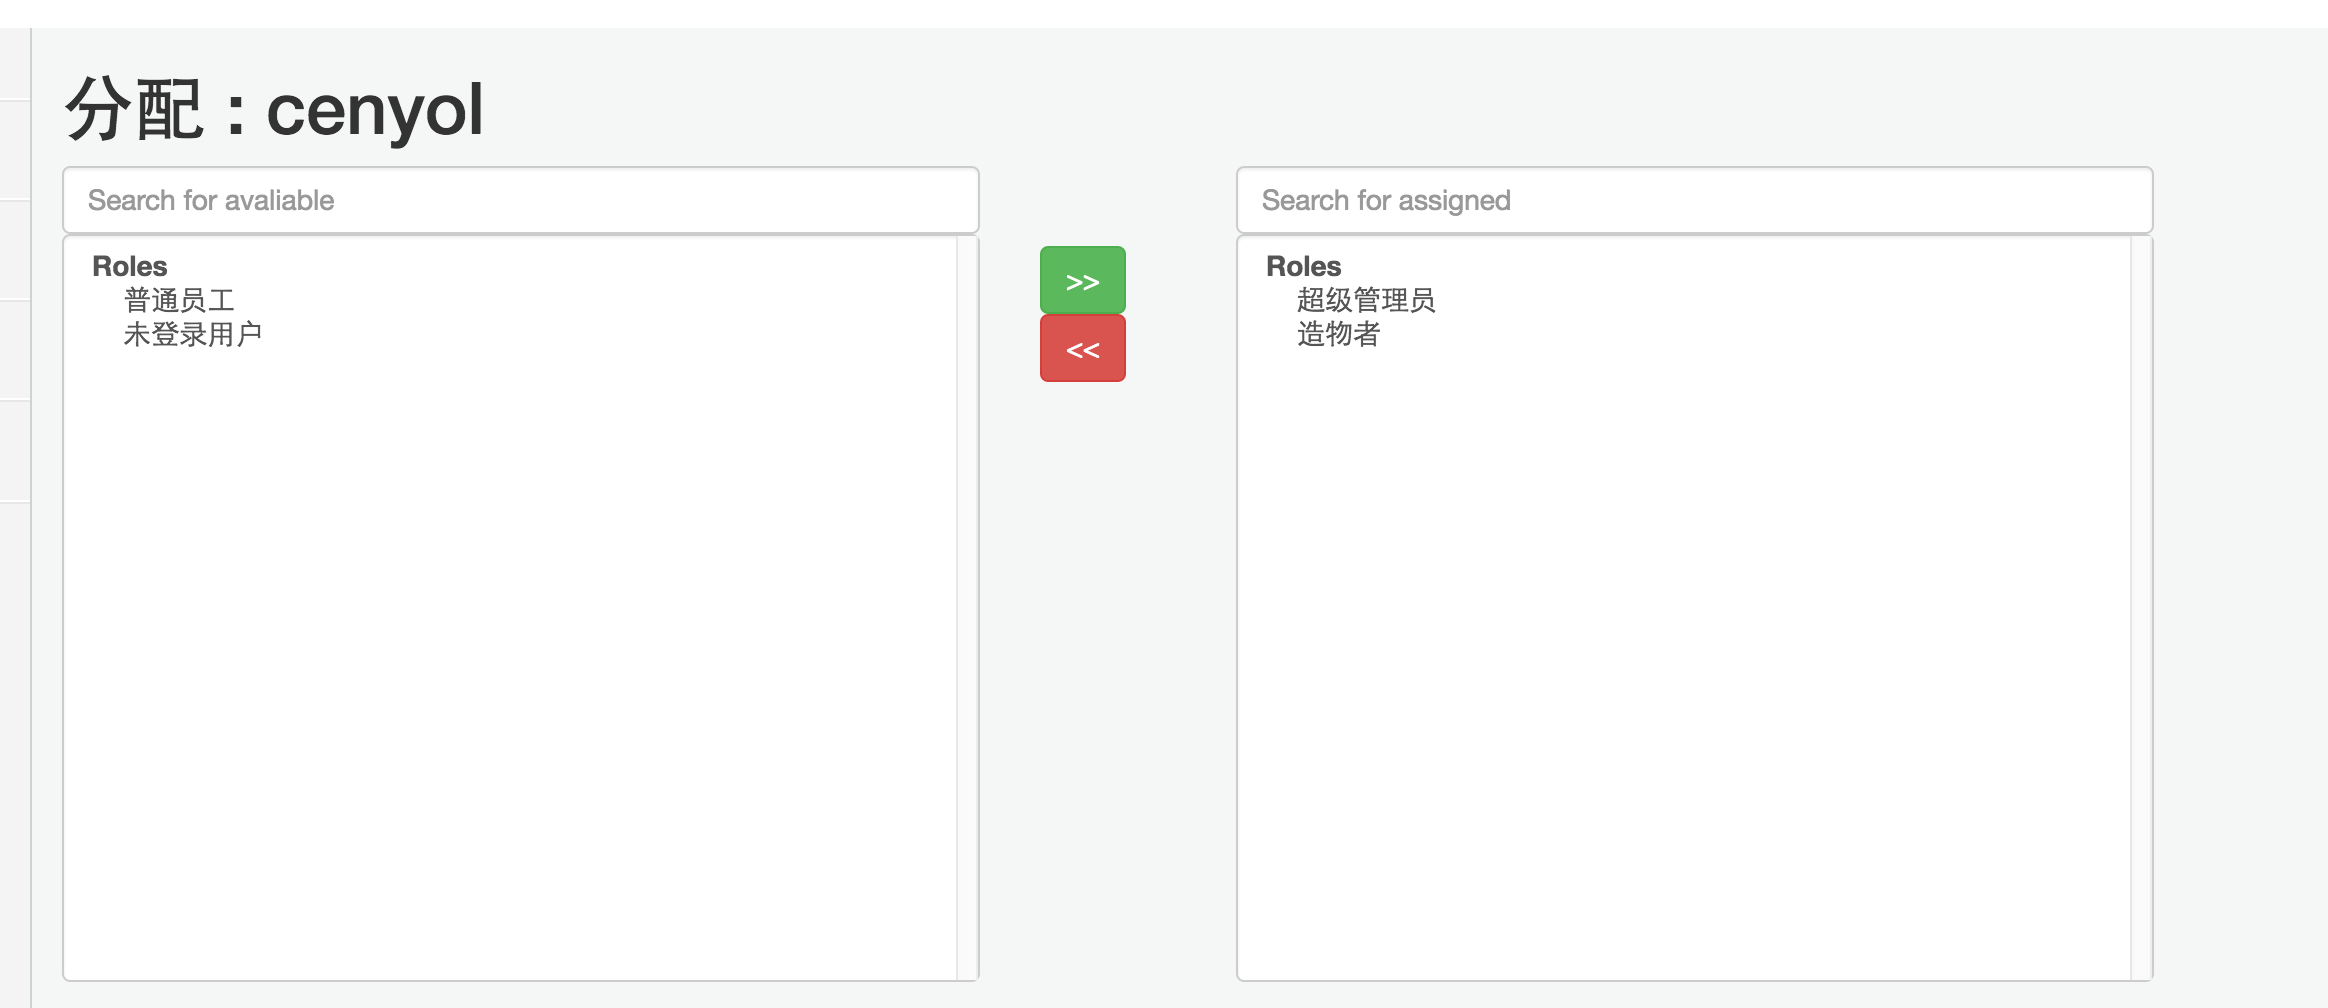 分配 : cenyol
Search for avaliable
Roles
普通员工
未登录用户
>>
<<
Search for assigned
Roles
超级管理员
造物者